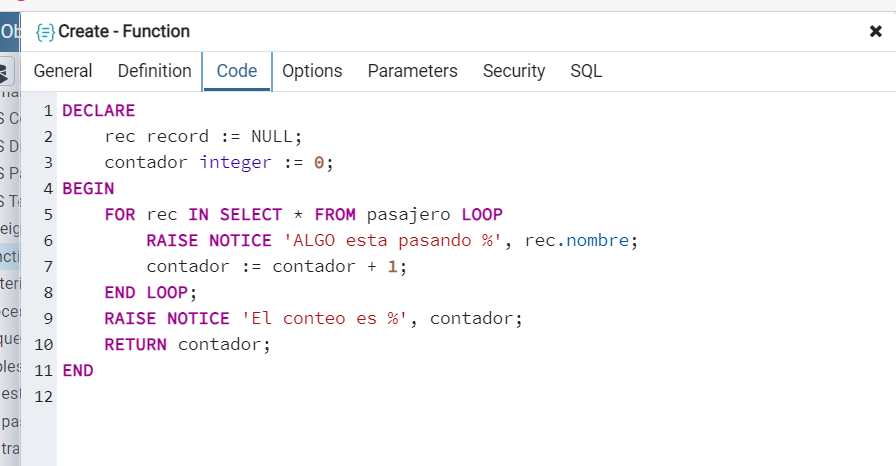 Create - Function
General Definition Code Options Parameters Security SQL
1 DECLARE
2 rec record := NULL;
3 contador integer := 0;
4 BEGIN
5 FOR rec IN SELECT * FROM pasajero LOOP
6 RAISE NOTICE 'ALGO esta pasando %', rec.nombre;
7 contador := contador + 1;
8 END LOOP;
9 RAISE NOTICE 'El conteo es %', contador;
10 RETURN contador;
11 END
12